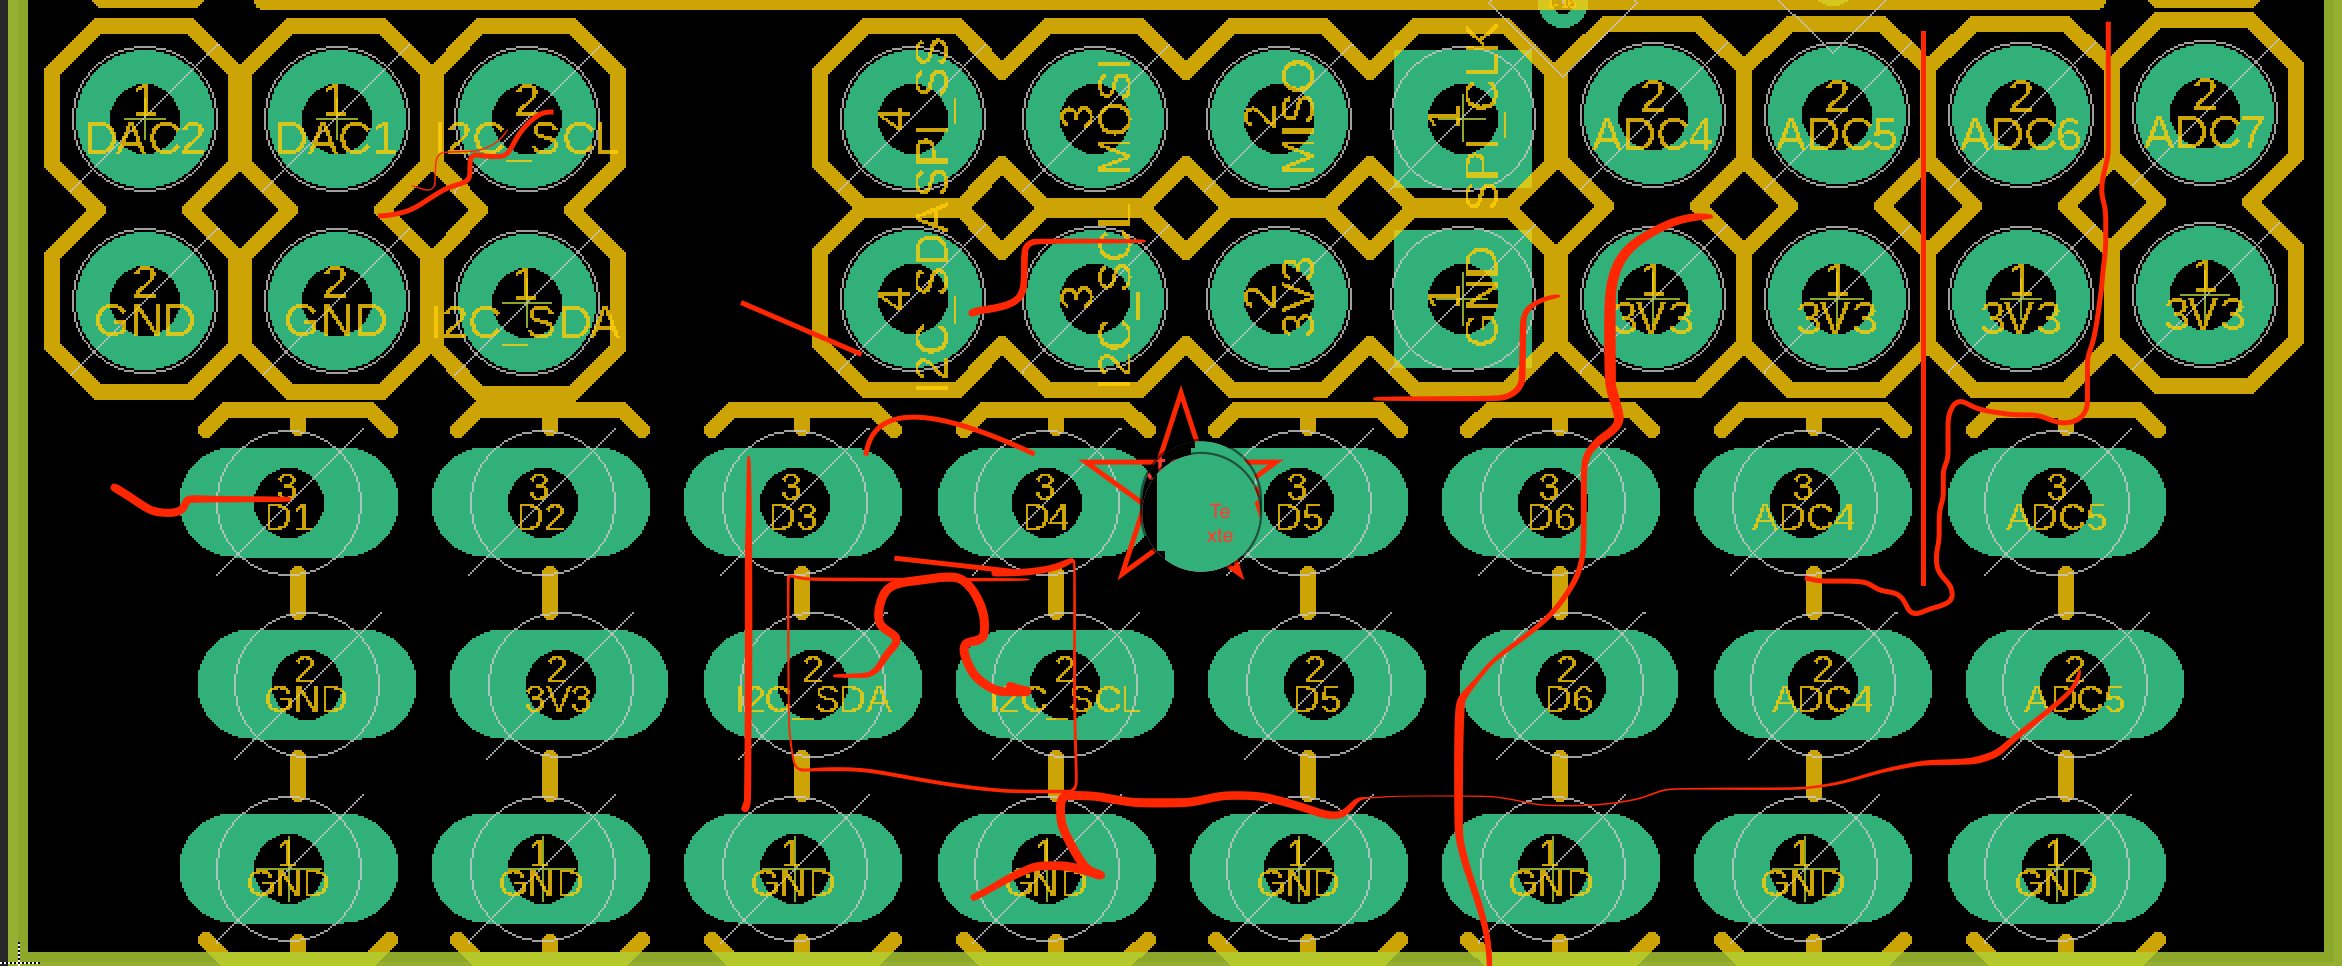 1 1 2 4 3 2 1 2 2 2 2
DAC2 DAC1 I2C_SCL SPI_SS MOSI MISO SPI_CLK ADC4 ADC5 ADC6 ADC7
2 2 1 4 3 2 1 1 1 1 1
GND GND I2C_SDA I2C_SDA I2C_SCL 3V3 GND 3V3 3V3 3V3 3V3
3 3 3 3 3 3 3 3
D1 D2 D3 D4 D5 D6 ADC4 ADC5
Te
xte
2 2 2 2 2 2 2 2
GND 3V3 I2C_SDA I2C_SCL D5 D6 ADC4 ADC5
1 1 1 1 1 1 1 1
GND GND GND GND GND GND GND GND